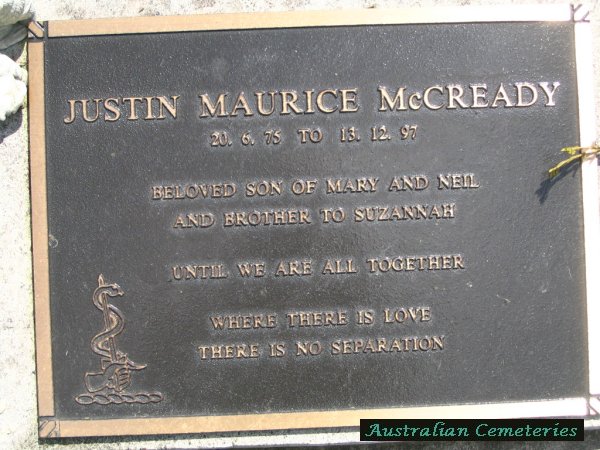 JUSTIN MAURICE McCREADY
20. 6. 75 TO 13. 12. 97
BELOVED SON OF MARY AND NEIL
AND BROTHER TO SUZANNAH
UNTIL WE ARE ALL TOGETHER
WHERE THERE IS LOVE
THERE IS NO SEPARATION
Australian Cemeteries